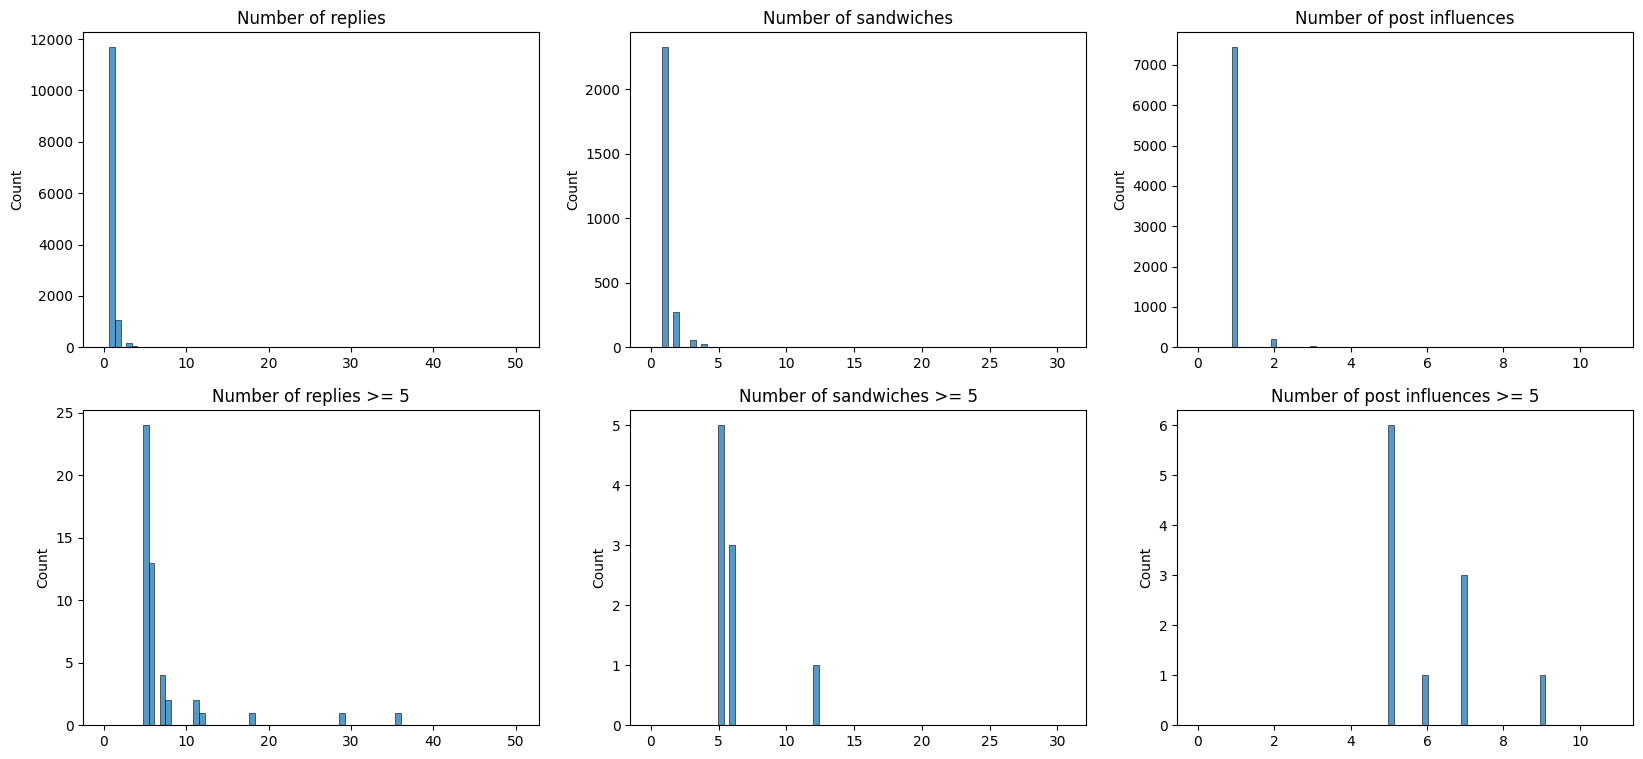 Number of replies
Number of sandwiches
Number of post influences
12000
10000
8000
6000
4000
2000
0
Count
0 10 20 30 40 50
2000
1500
1000
500
0
Count
0 5 10 15 20 25 30
7000
6000
5000
4000
3000
2000
1000
0
Count
0 2 4 6 8 10
Number of replies >= 5
Number of sandwiches >= 5
Number of post influences >= 5
25
20
15
10
5
0
Count
0 10 20 30 40 50
5
4
3
2
1
0
Count
0 5 10 15 20 25 30
6
5
4
3
2
1
0
Count
0 2 4 6 8 10